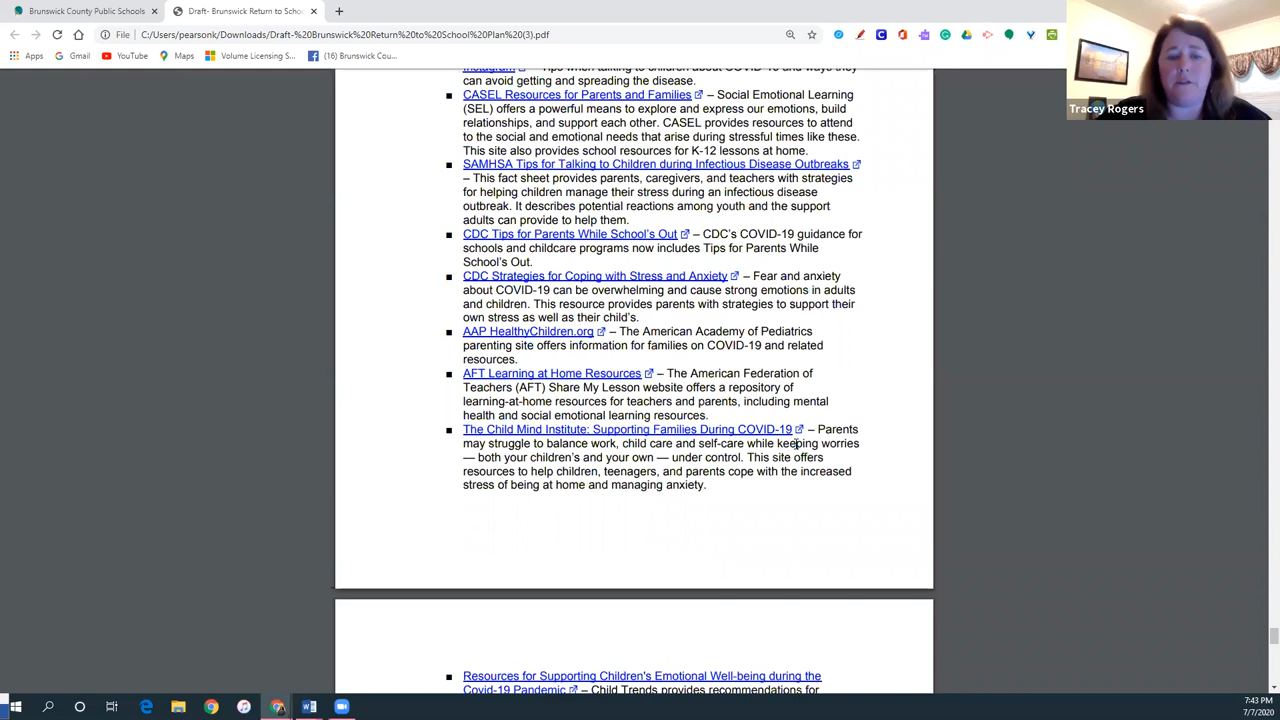 Brunswick County Public Schools
Draft- Brunswick Return to Scho
File | C:/Users/pearsonk/Downloads/Draft-%20Brunswick%20Return%20to%20School%20Plan%20(3).pdf
Apps
Gmail
YouTube
Maps
Volume Licensing S...
(16) Brunswick Cou...
Tracey Rogers
Instagram – Tips when talking to children about COVID-19 and ways they
can avoid getting and spreading the disease.
CASEL Resources for Parents and Families – Social Emotional Learning
(SEL) offers a powerful means to explore and express our emotions, build
relationships, and support each other. CASEL provides resources to attend
to the social and emotional needs that arise during stressful times like these.
This site also provides school resources for K-12 lessons at home.
SAMHSA Tips for Talking to Children during Infectious Disease Outbreaks
– This fact sheet provides parents, caregivers, and teachers with strategies
for helping children manage their stress during an infectious disease
outbreak. It describes potential reactions among youth and the support
adults can provide to help them.
CDC Tips for Parents While School's Out – CDC's COVID-19 guidance for
schools and childcare programs now includes Tips for Parents While
School's Out.
CDC Strategies for Coping with Stress and Anxiety – Fear and anxiety
about COVID-19 can be overwhelming and cause strong emotions in adults
and children. This resource provides parents with strategies to support their
own stress as well as their child's.
AAP HealthyChildren.org – The American Academy of Pediatrics
parenting site offers information for families on COVID-19 and related
resources.
AFT Learning at Home Resources – The American Federation of
Teachers (AFT) Share My Lesson website offers a repository of
learning-at-home resources for teachers and parents, including mental
health and social emotional learning resources.
The Child Mind Institute: Supporting Families During COVID-19 – Parents
may struggle to balance work, child care and self-care while keeping worries
— both your children's and your own — under control. This site offers
resources to help children, teenagers, and parents cope with the increased
stress of being at home and managing anxiety.
Resources for Supporting Children's Emotional Well-being during the
Covid-19 Pandemic – Child Trends provides recommendations for
7:43 PM
7/7/2020